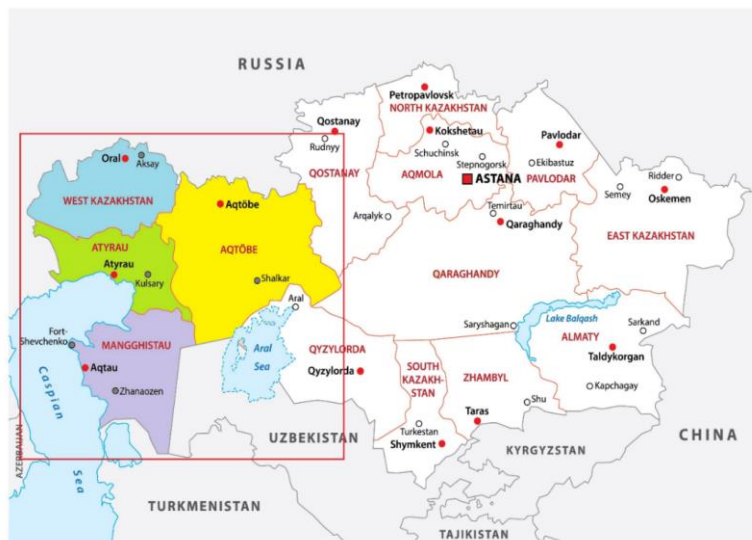 RUSSIA
Petropavlovsk
NORTH KAZAKHSTAN
Qostanay
Rudnyy
QOSTANAY
Kokshetau
Schuchinsk
Stepnogorsk
AQMOLA
ASTANA
Pavlodar
Ekibastuz
PAVLODAR
Oral
Aksay
WEST KAZAKHSTAN
Ridder
Semey
Oskemen
EAST KAZAKHSTAN
Aqtöbe
AQTÖBE
Arqalyk
Temirtau
Qaraghandy
QARAGHANDY
ATYRAU
Atyrau
Kulsary
Shalkar
Aral
Aral
Sea
Saryshagan
Lake Balqash
Sarkand
ALMATY
Taldykorgan
Kapchagay
Fort-
Shevchenko
MANGGHISTAU
Aqtau
Zhanaozen
Caspian
Sea
QYZYLORDA
Qyzylorda
SOUTH
KAZAKH-
STAN
ZHAMBYL
Shu
Taras
Turkestan
Shymkent
AZERBAIJAN
UZBEKISTAN
KYRGYZSTAN
CHINA
TURKMENISTAN
TAJIKISTAN